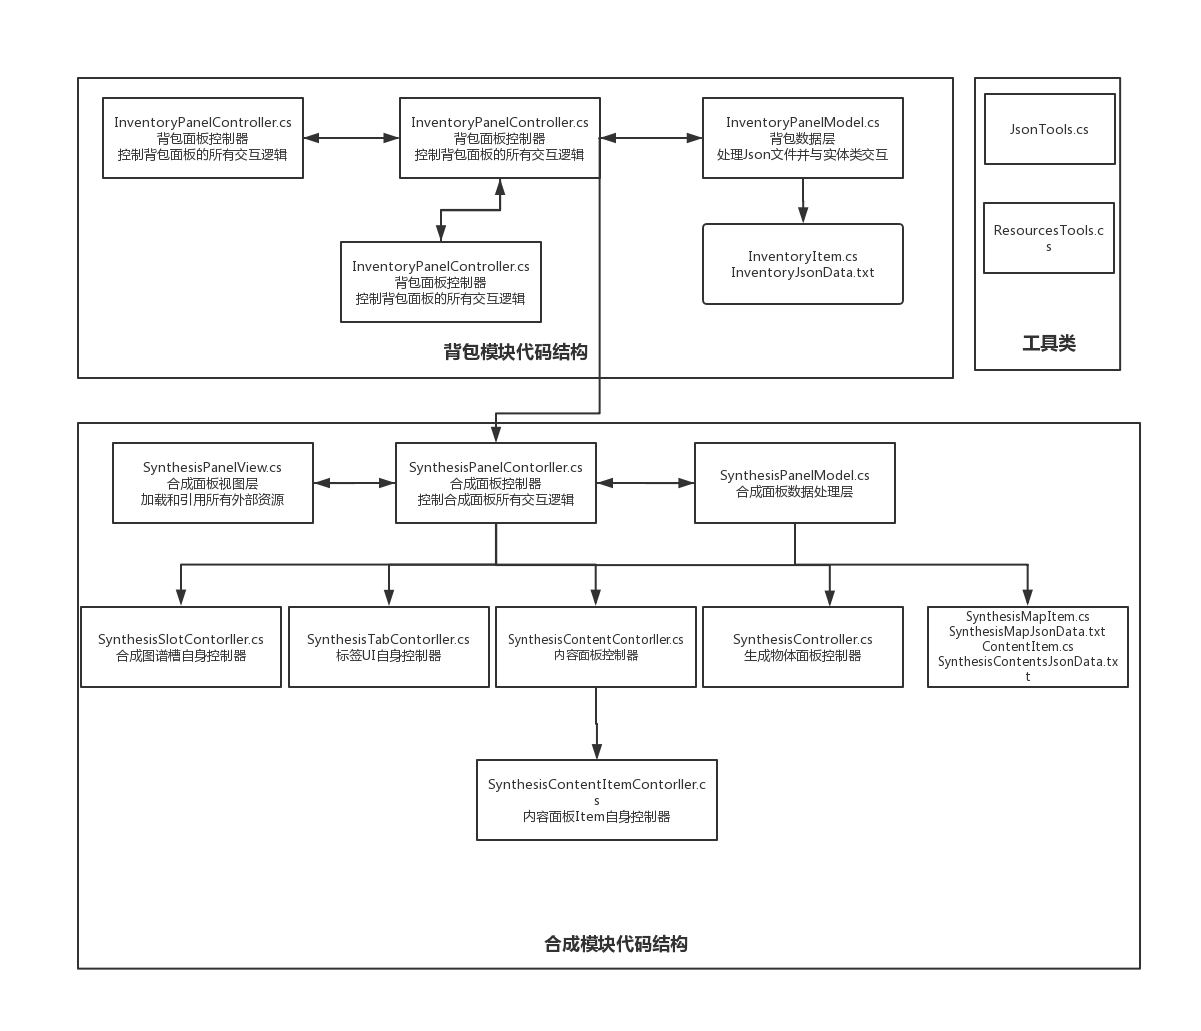 InventoryPanelController.cs
背包面板控制器
控制背包面板的所有交互逻辑
InventoryPanelController.cs
背包面板控制器
控制背包面板的所有交互逻辑
InventoryPanelModel.cs
背包数据层
处理Json文件并与实体类交互
JsonTools.cs
ResourcesTools.c
s
工具类
InventoryPanelController.cs
背包面板控制器
控制背包面板的所有交互逻辑
InventoryItem.cs
InventoryJsonData.txt
背包模块代码结构
SynthesisPanelView.cs
合成面板视图层
加载和引用所有外部资源
SynthesisPanelContorller.cs
合成面板控制器
控制合成面板所有交互逻辑
SynthesisPanelModel.cs
合成面板数据处理层
SynthesisSlotContorller.cs
合成图谱槽自身控制器
SynthesisTabContorller.cs
标签UI自身控制器
SynthesisContentContorller.cs
内容面板控制器
SynthesisController.cs
生成物体面板控制器
SynthesisMapItem.cs
SynthesisMapJsonData.txt
ContentItem.cs
SynthesisContentsJsonData.tx
t
SynthesisContentItemContorller.c
s
内容面板Item自身控制器
合成模块代码结构